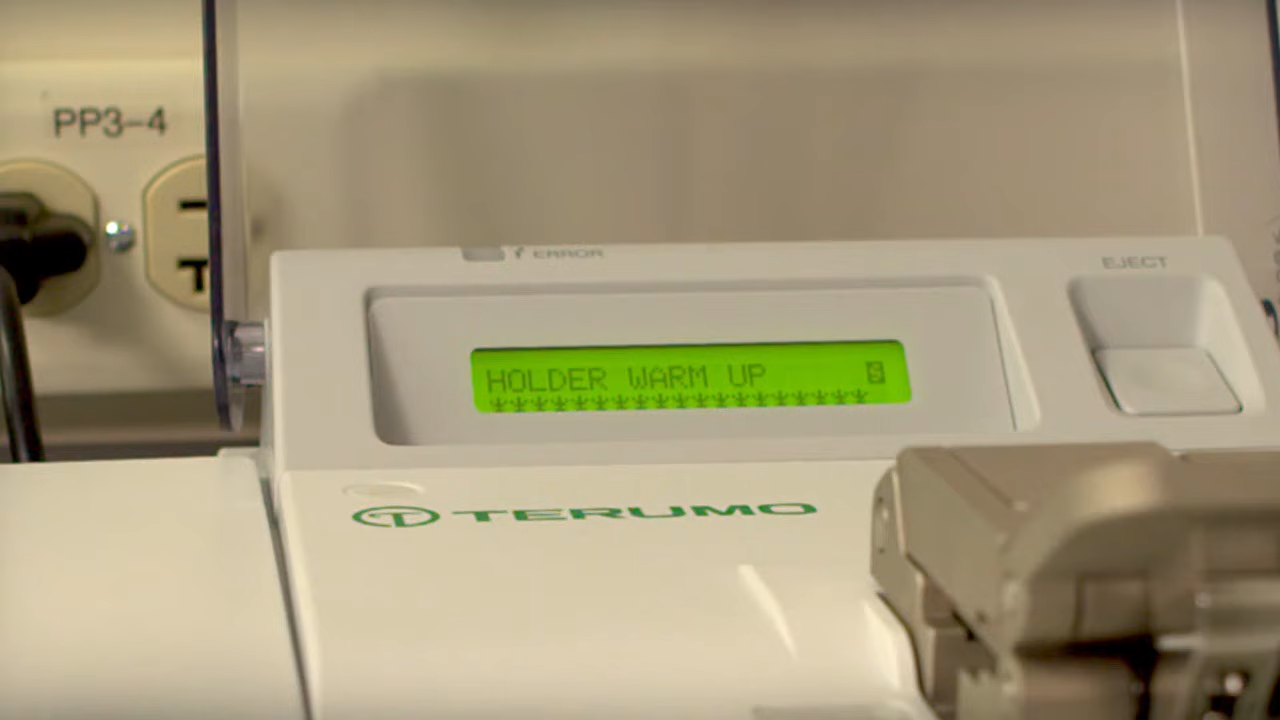 PP3-4
ERROR
EJECT
HOLDER WARM UP S
******************
TERUMO